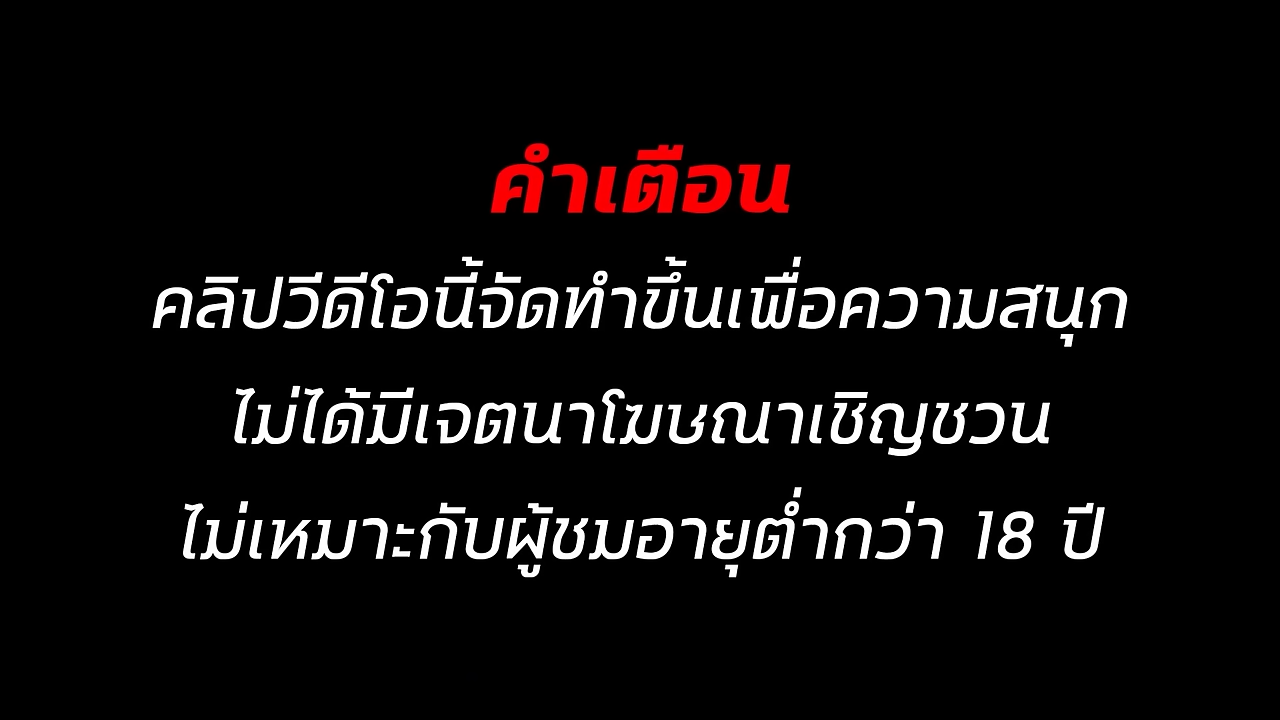 คำเตือน
คลิปวีดีโอนี้จัดทำขึ้นเพื่อความสนุก
ไม่ได้มีเจตนาโฆษณาเชิญชวน
ไม่เหมาะกับผู้ชมอายุต่ำกว่า 18 ปี